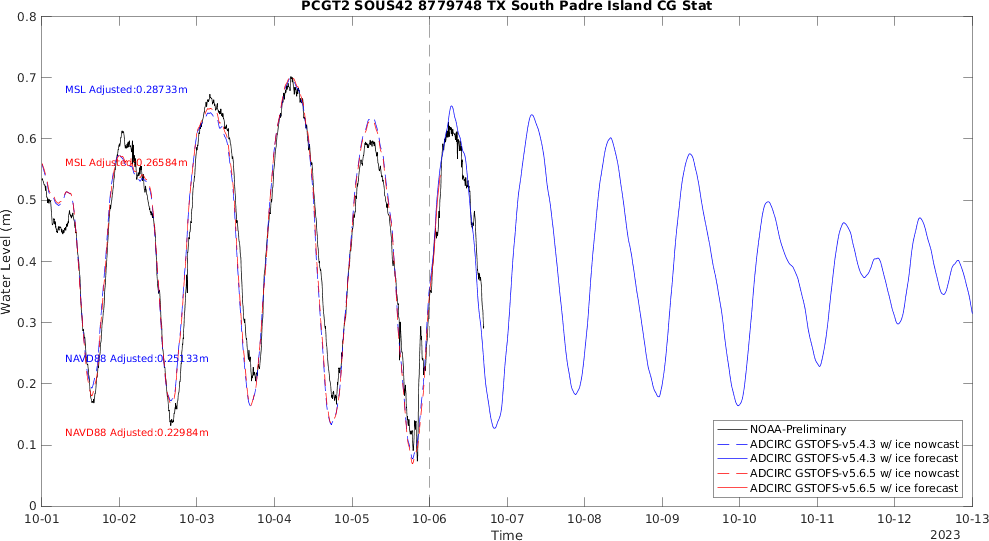 PCGT2 SOUS42 8779748 TX South Padre Island CG Stat
Water Level (m)
0.8
0.7
0.6
0.5
0.4
0.3
0.2
0.1
0
MSL Adjusted:0.28733m
MSL Adjusted:0.26584m
NAVD88 Adjusted:0.25133m
NAVD88 Adjusted:0.22984m
NOAA-Preliminary
ADCIRC GSTOFS-v5.4.3 w/ ice nowcast
ADCIRC GSTOFS-v5.4.3 w/ ice forecast
ADCIRC GSTOFS-v5.6.5 w/ ice nowcast
ADCIRC GSTOFS-v5.6.5 w/ ice forecast
10-01 10-02 10-03 10-04 10-05 10-06 10-07 10-08 10-09 10-10 10-11 10-12 10-13
Time
2023